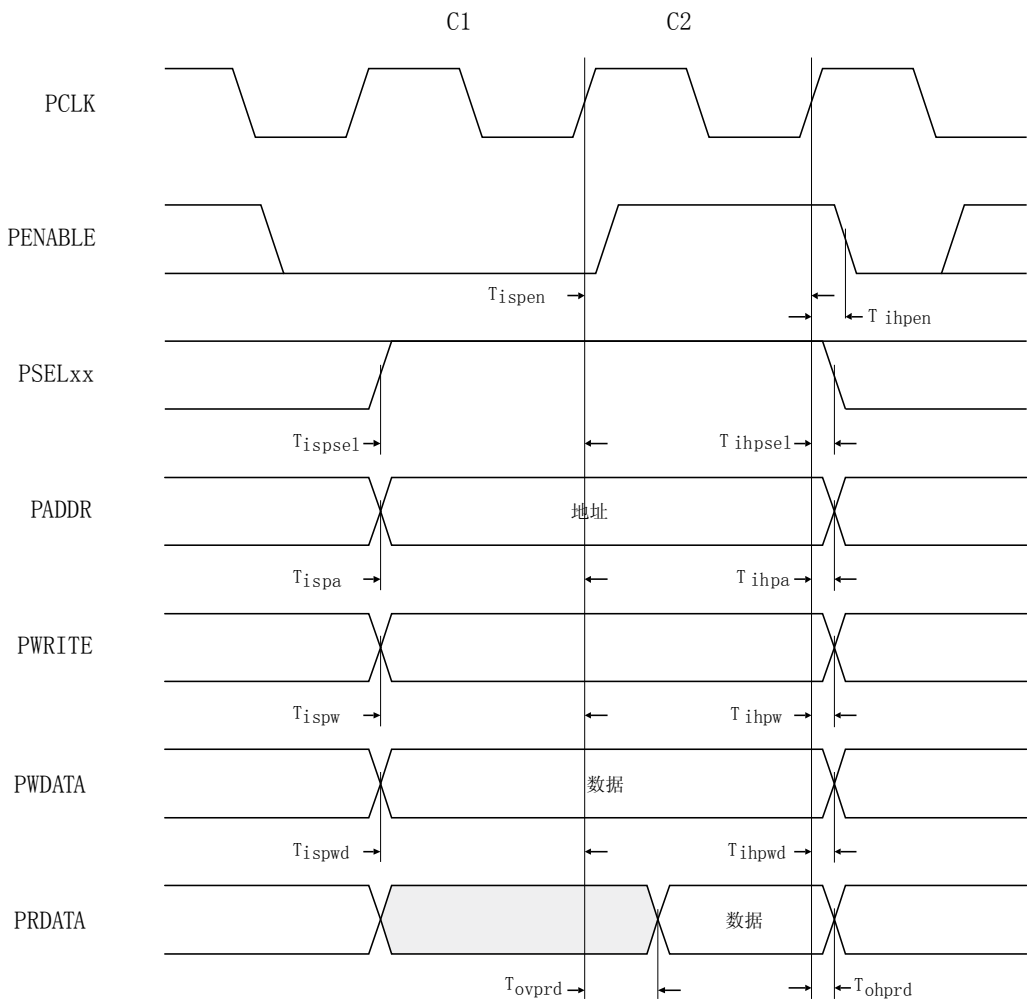 C1 C2
PCLK
PENABLE
Tispen
T ihpen
PSELxx
Tispsel T ihpsel
PADDR 地址
Tispa T ihpa
PWRITE
Tispw T ihpw
PWDATA 数据
Tispwd Tihpwd
PRDATA 数据
Tovprd Tohprd